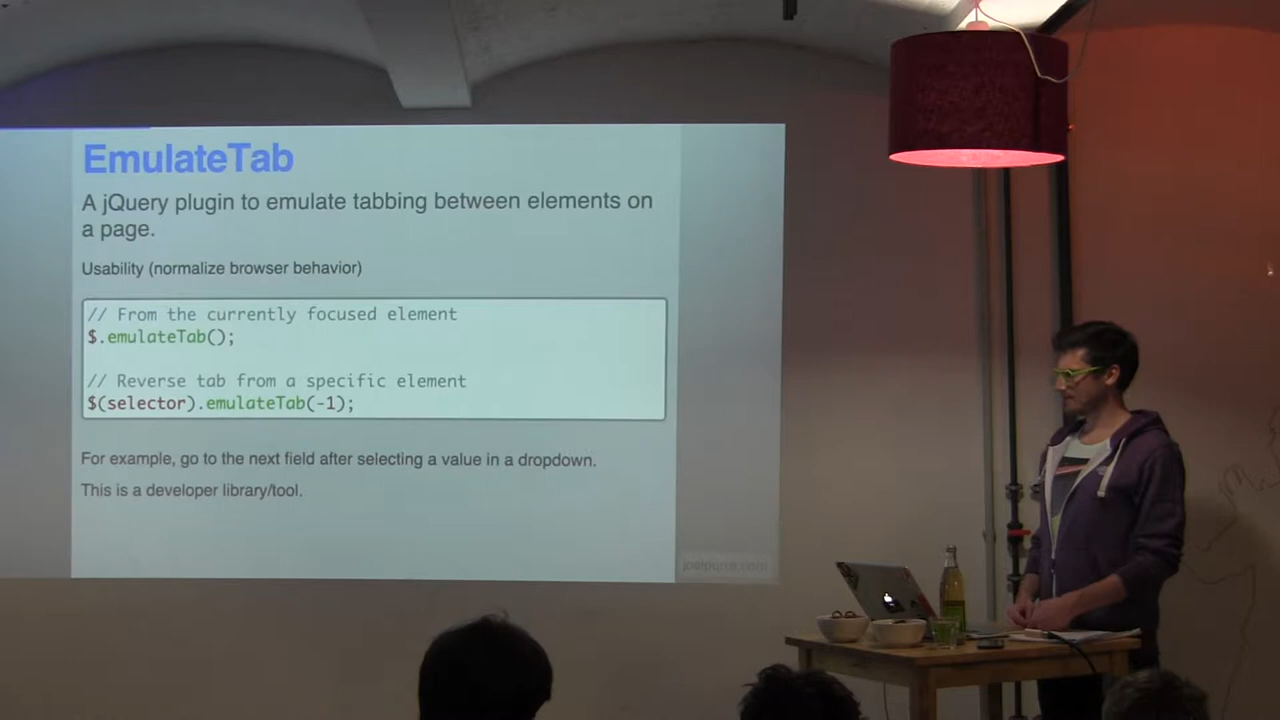 EmulateTab
A jQuery plugin to emulate tabbing between elements on
a page.
Usability (normalize browser behavior)
// From the currently focused element
$.emulateTab();
// Reverse tab from a specific element
$(selector).emulateTab(-1);
For example, go to the next field after selecting a value in a dropdown.
This is a developer library/tool.
joelpurra.com